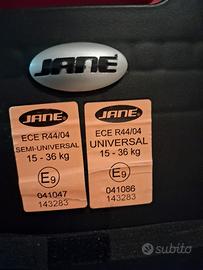 JANE
JANE
ECE R44/04
SEMI-UNIVERSAL
15 - 36 kg
E9
041047
143283
JANE
ECE R44/04
UNIVERSAL
15 - 36 kg
E9
041086
143283
subito